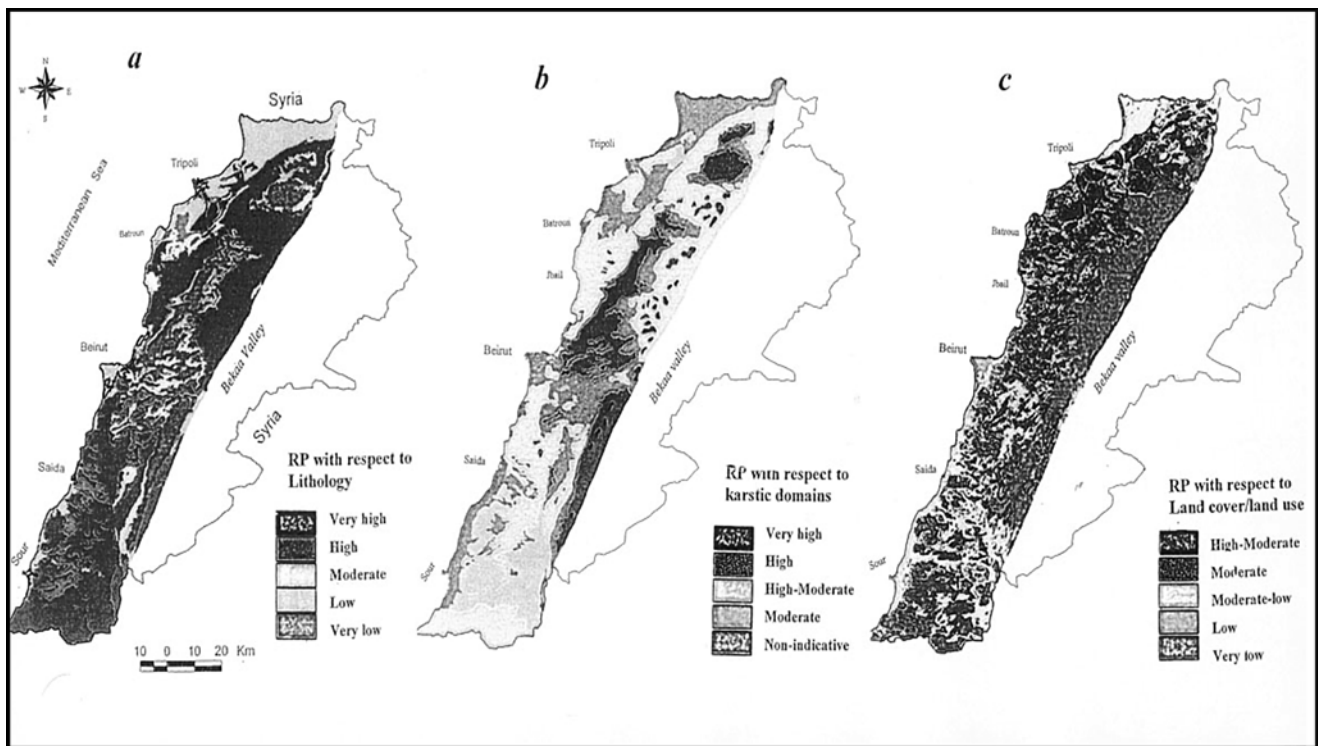 a
N
W E
S
Syria
Tripoli
Mediterranean Sea
Batroun
Beirut
Bekaa Valley
Syria
Saida
Sour
RP with respect to
Lithology
Very high
High
Moderate
Low
Very low
10 0 10 20 Km
b
Tripoli
Batroun
Jbail
Beirut
Bekaa valley
Saida
Sour
RP with respect to
karstic domains
Very high
High
High-Moderate
Moderate
Non-indicative
c
Tripoli
Batroun
Jbail
Beirut
Bekaa valley
Saida
Sour
RP with respect to
Land cover/land use
High-Moderate
Moderate
Moderate-low
Low
Very low